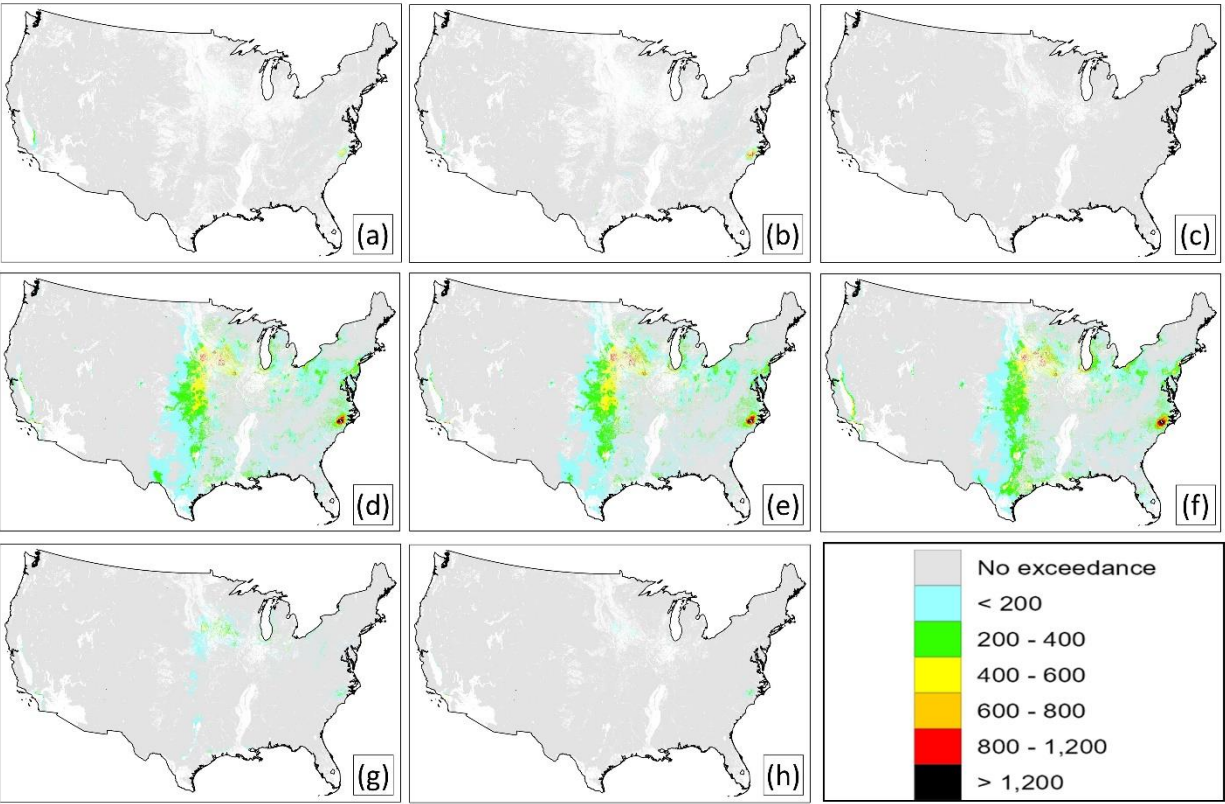 (a)
(b)
(c)
(d)
(e)
(f)
(g)
(h)
No exceedance
< 200
200 - 400
400 - 600
600 - 800
800 - 1,200
> 1,200